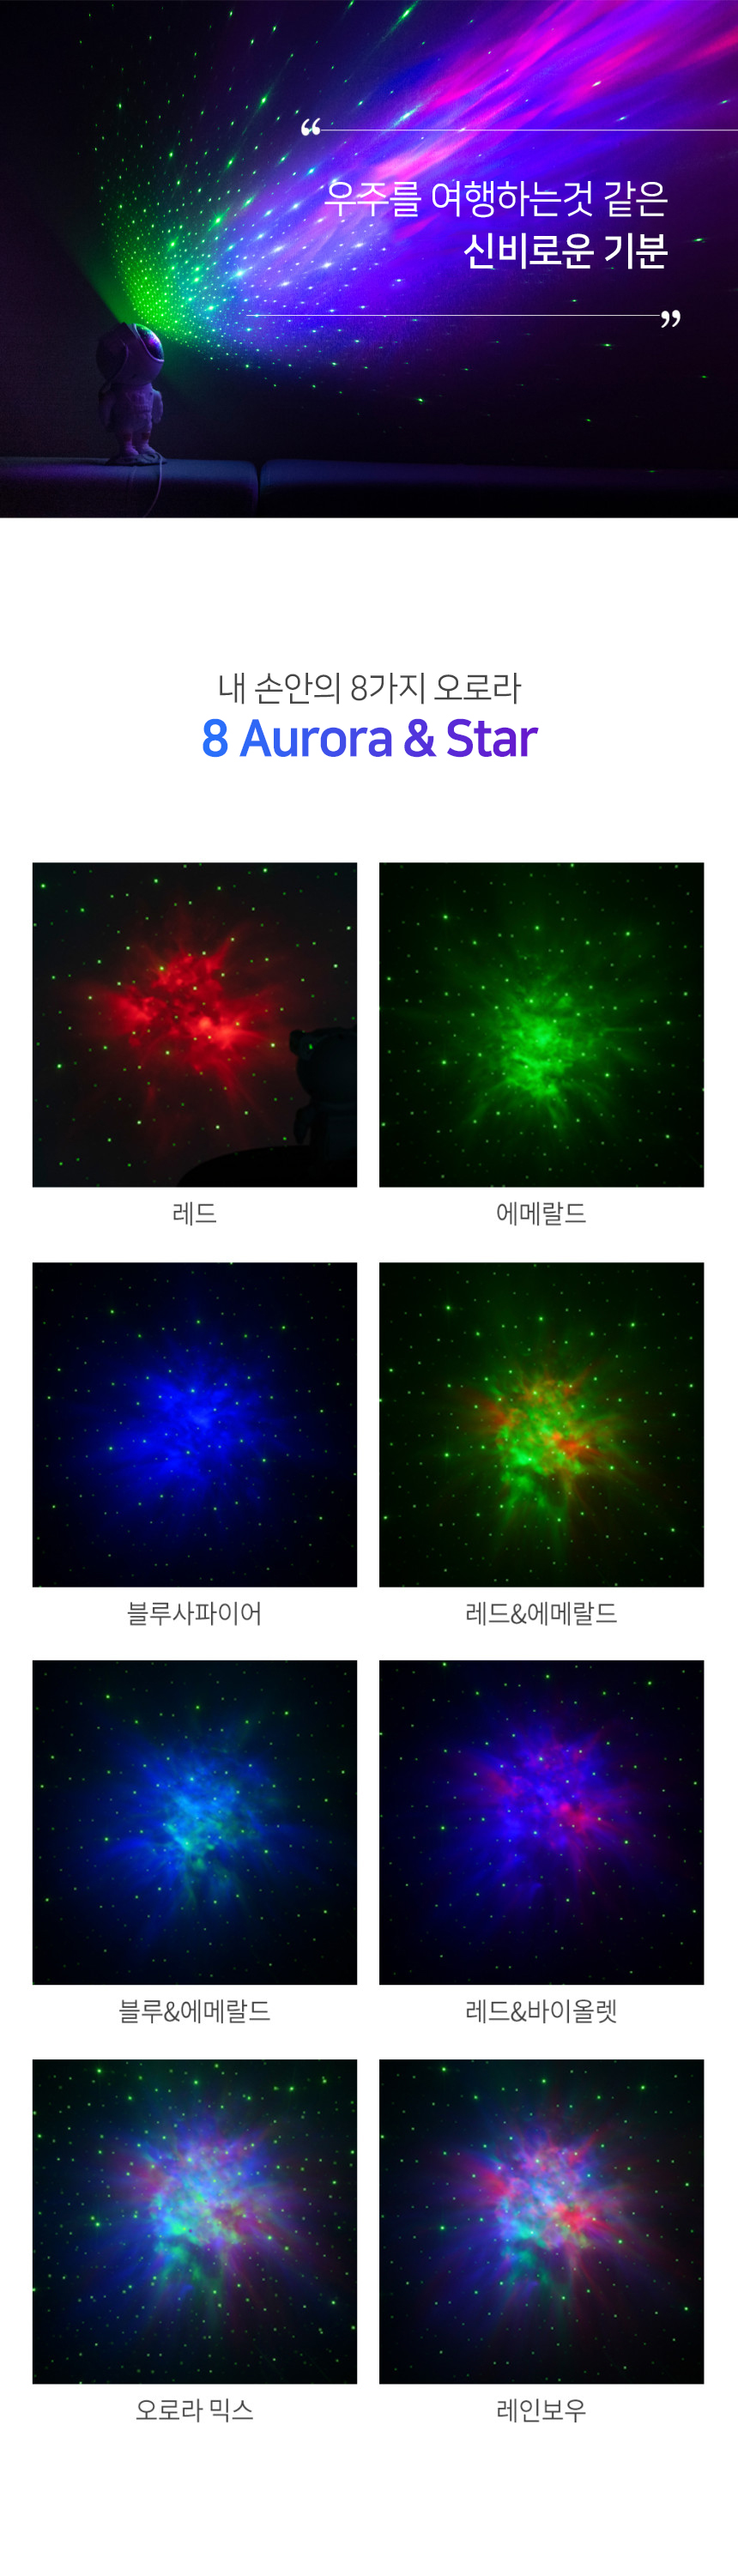 “
우주를 여행하는것 같은
신비로운 기분
”
내 손안의 8가지 오로라
8 Aurora & Star
레드
에메랄드
블루사파이어
레드&에메랄드
블루&에메랄드
레드&바이올렛
오로라 믹스
레인보우